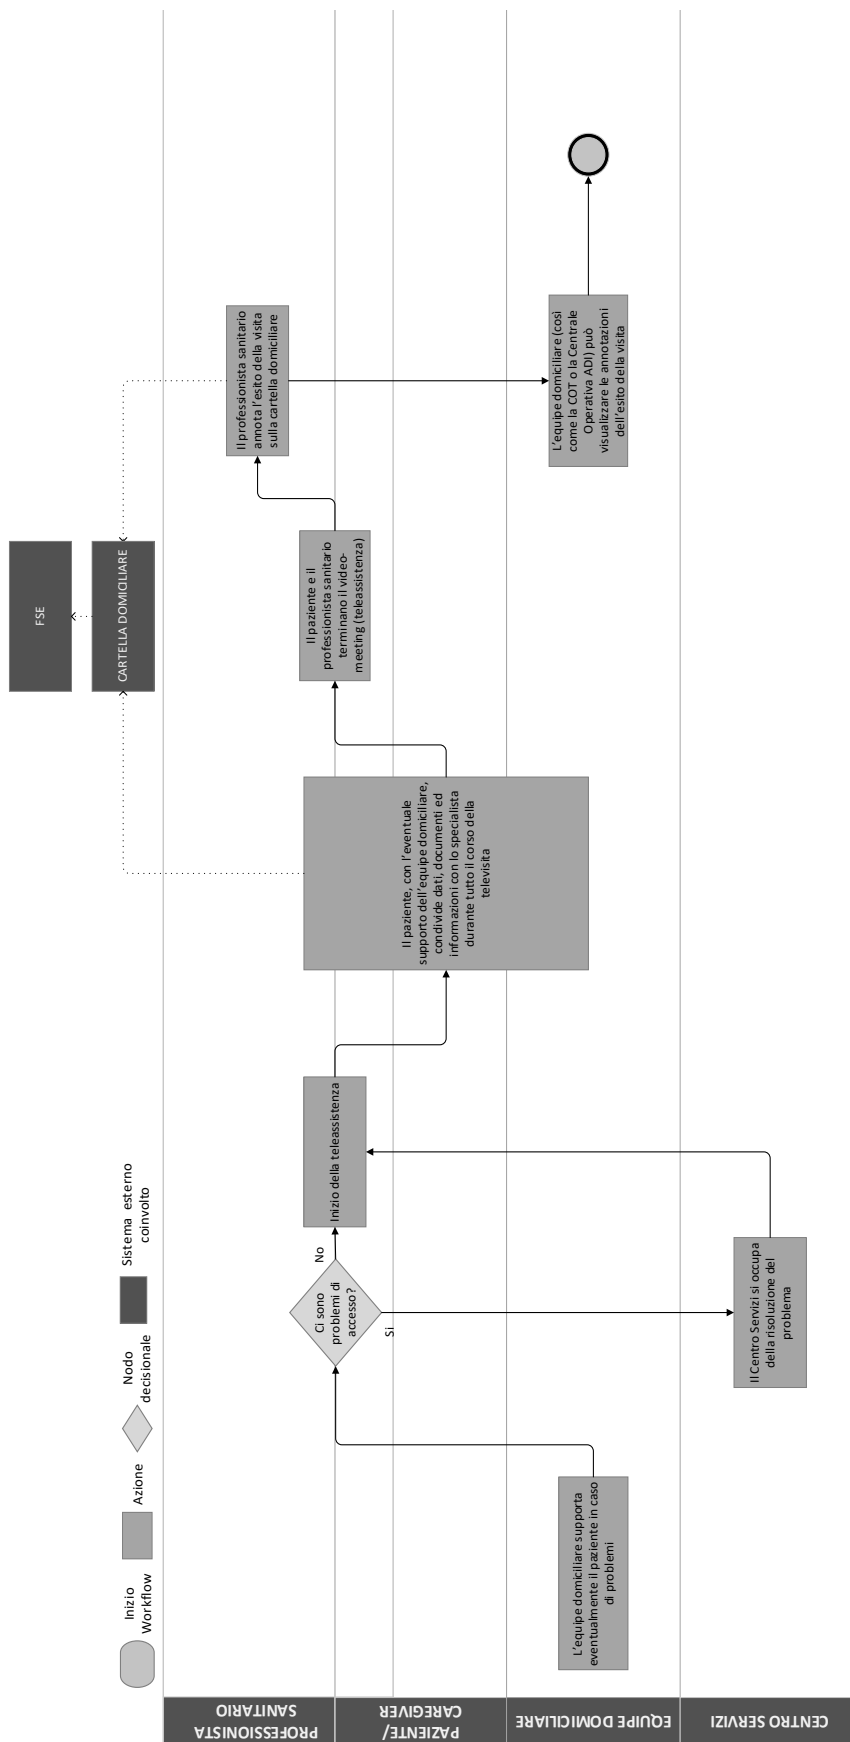 Inizio
Workflow
Azione
Nodo
decisionale
Sistema esterno
coinvolto
FSE
CARTELLA DOMICILIARE
PROFESSIONISTA
SANITARIO
PAZIENTE/
CAREGIVER
EQUIPE DOMICILIARE
CENTRO SERVIZI
L'equipe domiciliare supporta
eventualmente il paziente in caso
di problemi
Ci sono
problemi di
accesso?
No
Si
Il Centro Servizi si occupa
della risoluzione del
problema
Inizio della teleassistenza
Il paziente, con l'eventuale
supporto dell'equipe domiciliare,
condivide dati, documenti ed
informazioni con lo specialista
durante tutto il corso della
televisita
Il paziente e il
professionista sanitario
terminano il video-
meeting (teleassistenza)
Il professionista sanitario
annota l'esito della visita
sulla cartella domiciliare
L'equipe domiciliare (così
come la COT o la Centrale
Operativa ADI) può
visualizzare le annotazioni
dell'esito della visita